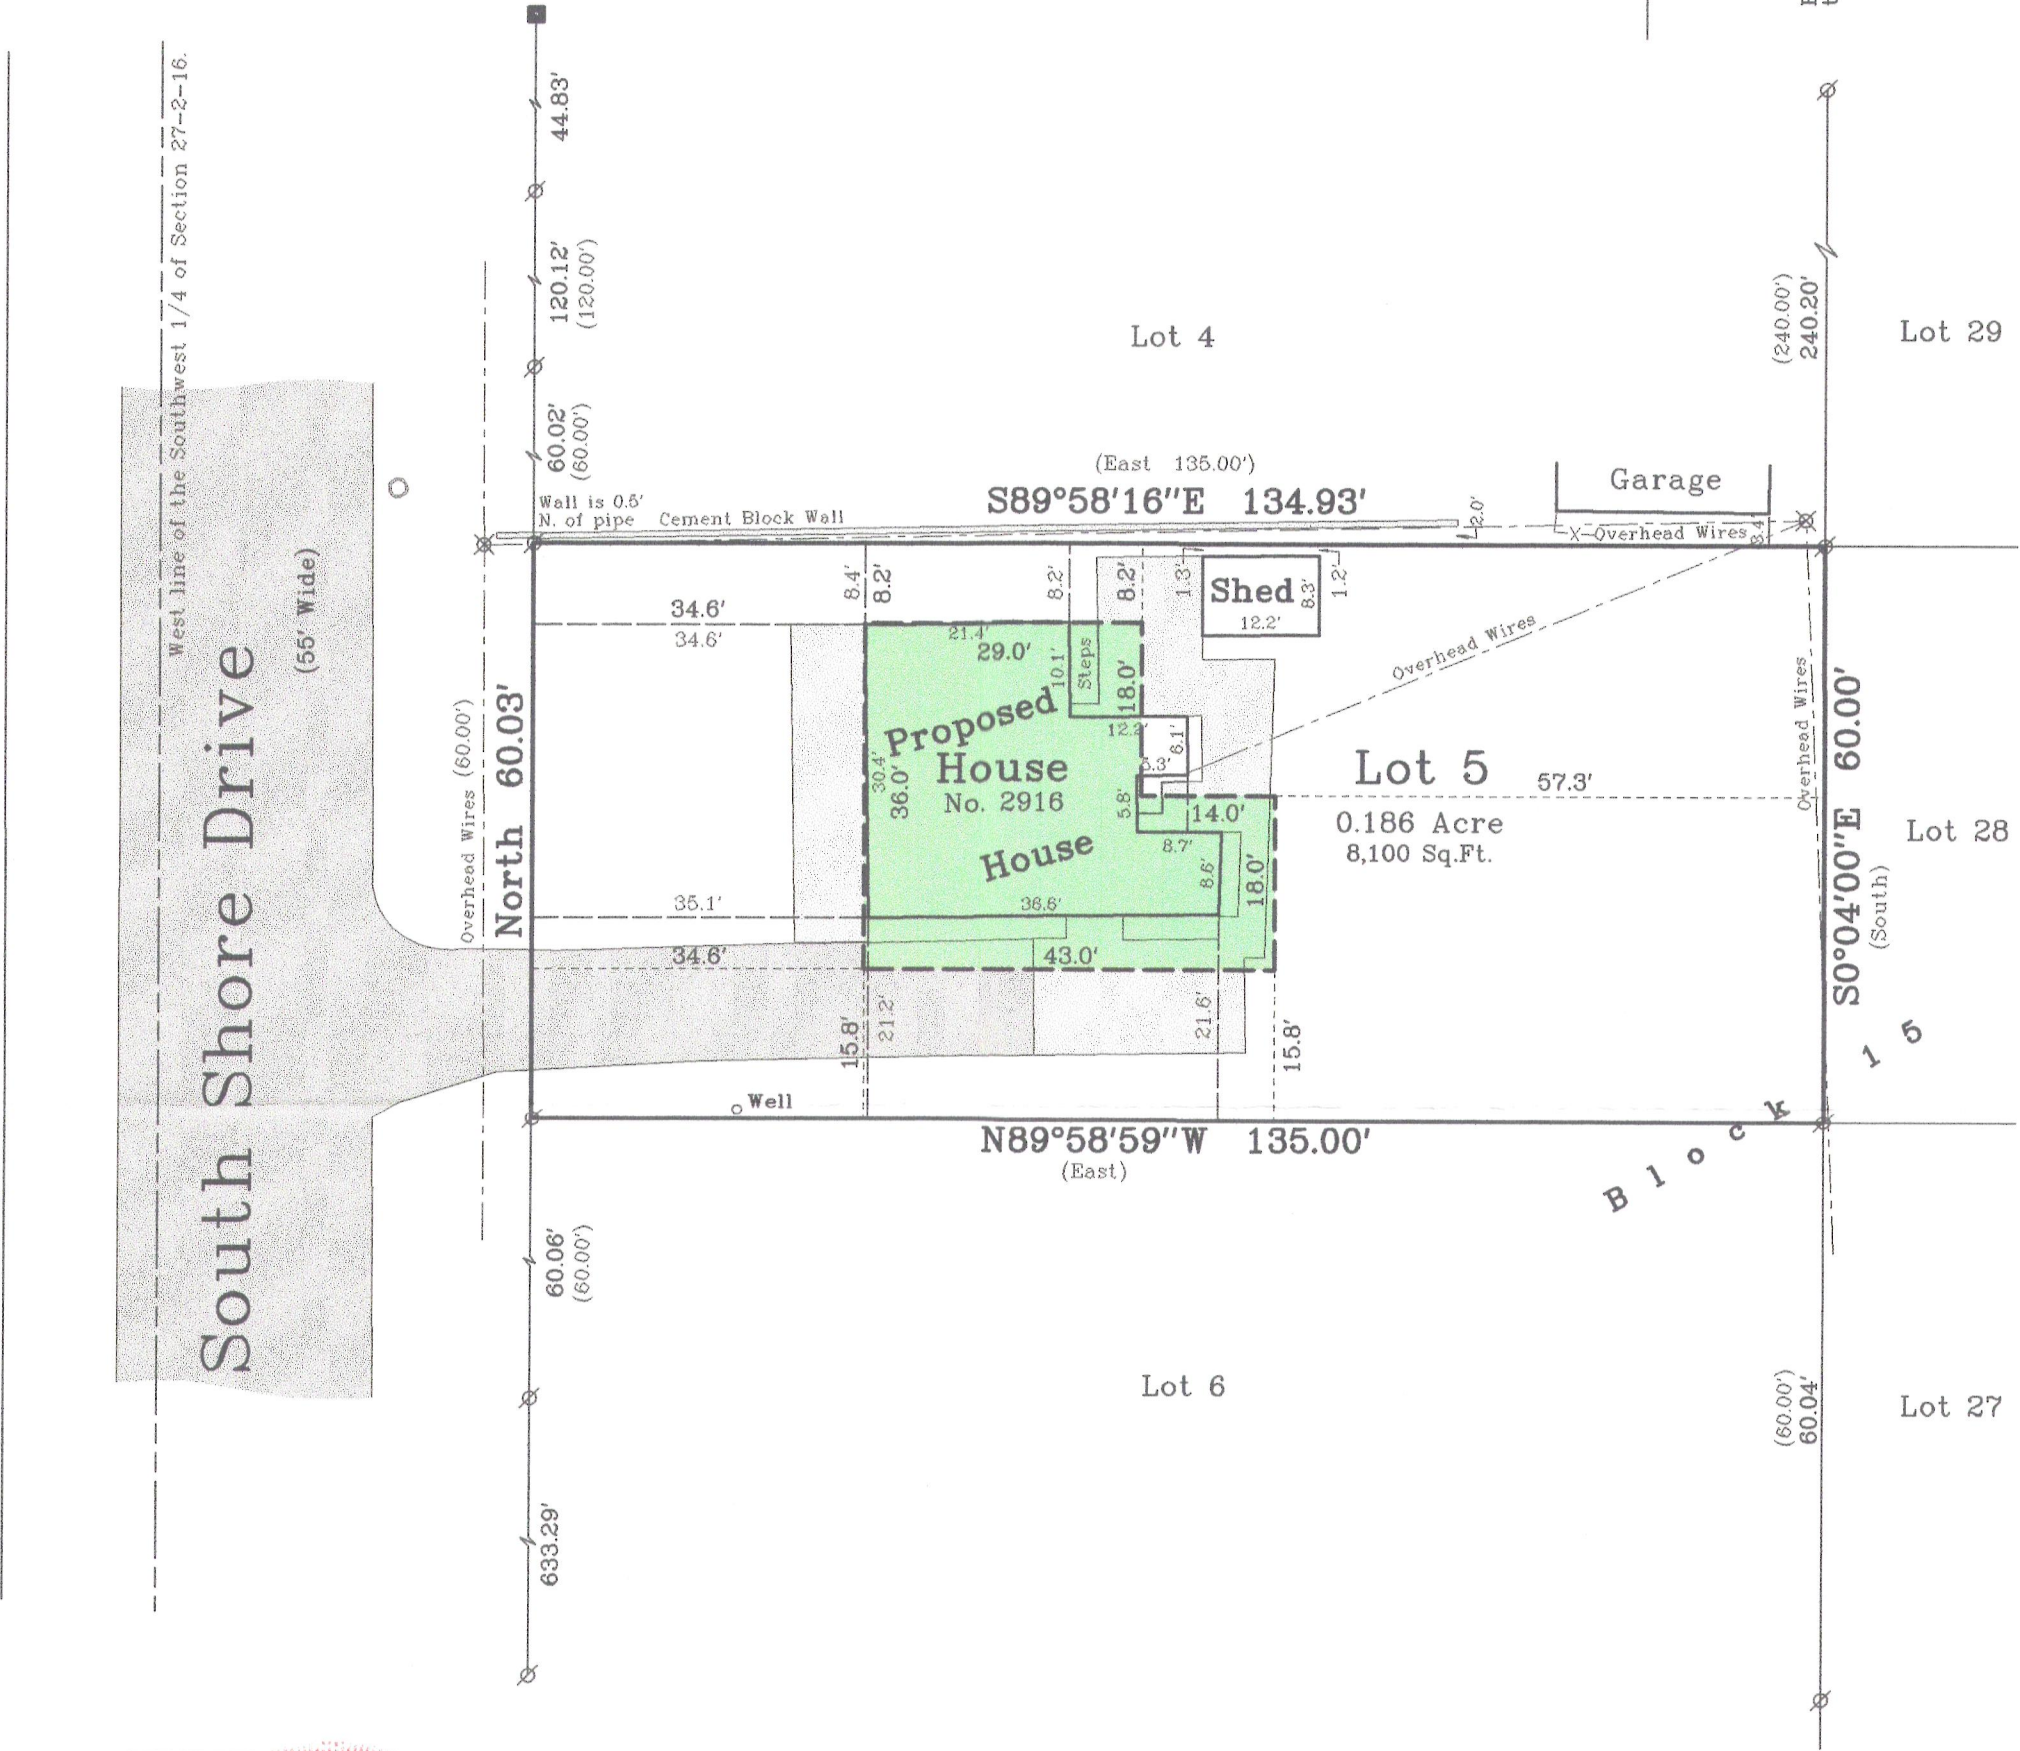 44.83'
West line of the Southwest 1/4 of Section 27-2-16.
120.12'
(120.00')
Lot 4
(240.00')
240.20'
Lot 29
60.02'
(60.00')
(55' Wide)
South Shore Drive
(East 135.00')
S89°58'16"E 134.93'
Garage
Wall is 0.5'
N. of pipe
Cement Block Wall
2.0'
X-Overhead Wires
3.4'
8.4'
8.2'
8.2'
8.2'
1.3'
Shed
8.3'
12.2'
1.2'
34.6'
34.6'
21.4'
29.0'
10.1'
Steps
18.0'
Overhead Wires
Overhead Wires
Overhead Wires (60.00')
North 60.03'
Proposed
House
No. 2916
House
30.4'
36.0'
12.2'
6.1'
5.8'
14.0'
8.7'
8.6'
18.0'
Lot 5
57.3'
0.186 Acre
8,100 Sq.Ft.
S0°04'00"E 60.00'
(South)
Lot 28
35.1'
36.6'
34.6'
43.0'
15.8'
21.2'
21.6'
15.8'
Well
N89°58'59"W 135.00'
(East)
Block 15
60.06'
(60.00')
Lot 6
(60.00')
60.04'
Lot 27
633.29'